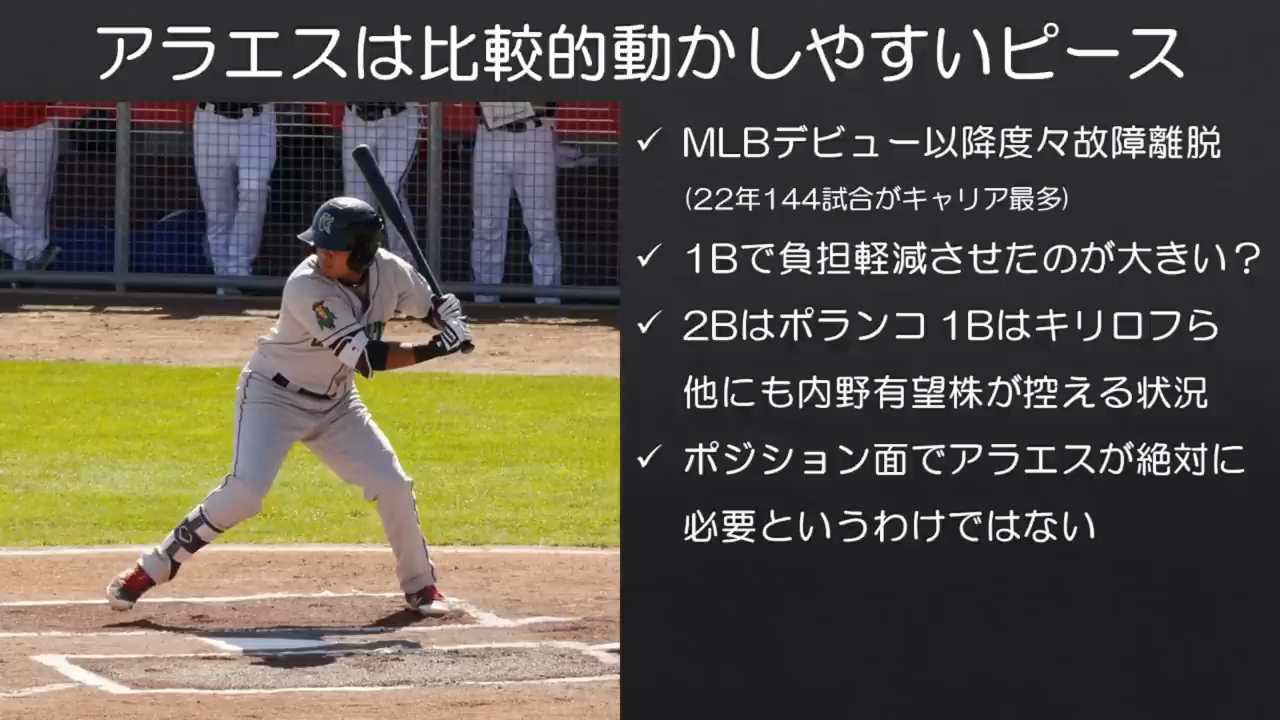 アラエスは比較的動かしやすいピース
✓ MLBデビュー以降度々故障離脱
(22年144試合がキャリア最多)
✓ 1Bで負担軽減させたのが大きい？
✓ 2Bはポランコ 1Bはキリロフら
他にも内野有望株が控える状況
✓ ポジション面でアラエスが絶対に
必要というわけではない